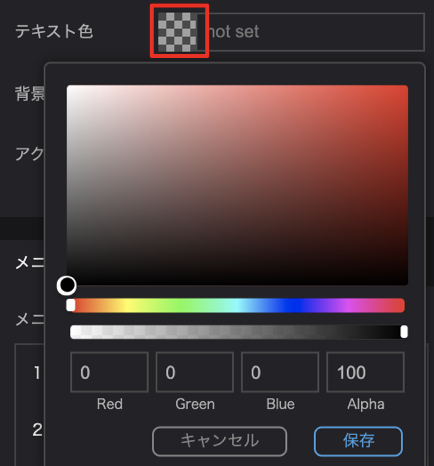 テキスト色
not set
背景
アク
メニ
メニ
1
2
0
0
0
100
Red
Green
Blue
Alpha
キャンセル
保存